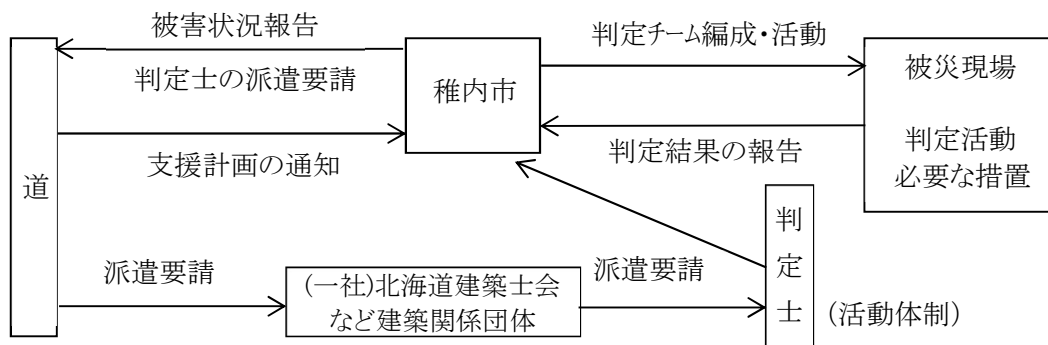 被害状況報告
判定チーム編成・活動
判定士の派遣要請
稚内市
被災現場
支援計画の通知
判定結果の報告
判定活動
必要な措置
道
派遣要請
(一社)北海道建築士会
など建築関係団体
派遣要請
判定士
(活動体制)